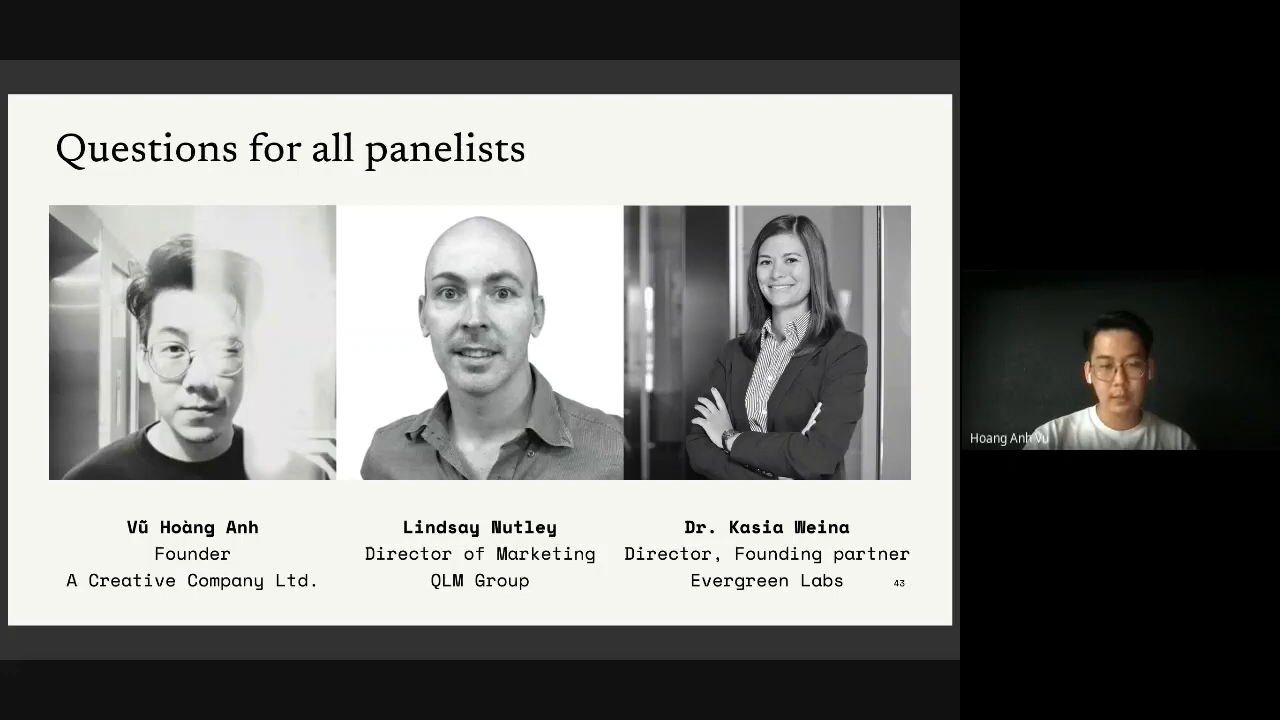 Questions for all panelists
Vũ Hoàng Anh
Founder
A Creative Company Ltd.
Lindsay Nutley
Director of Marketing
QLM Group
Dr. Kasia Weina
Director, Founding partner
Evergreen Labs
43
Hoang Anh Vu